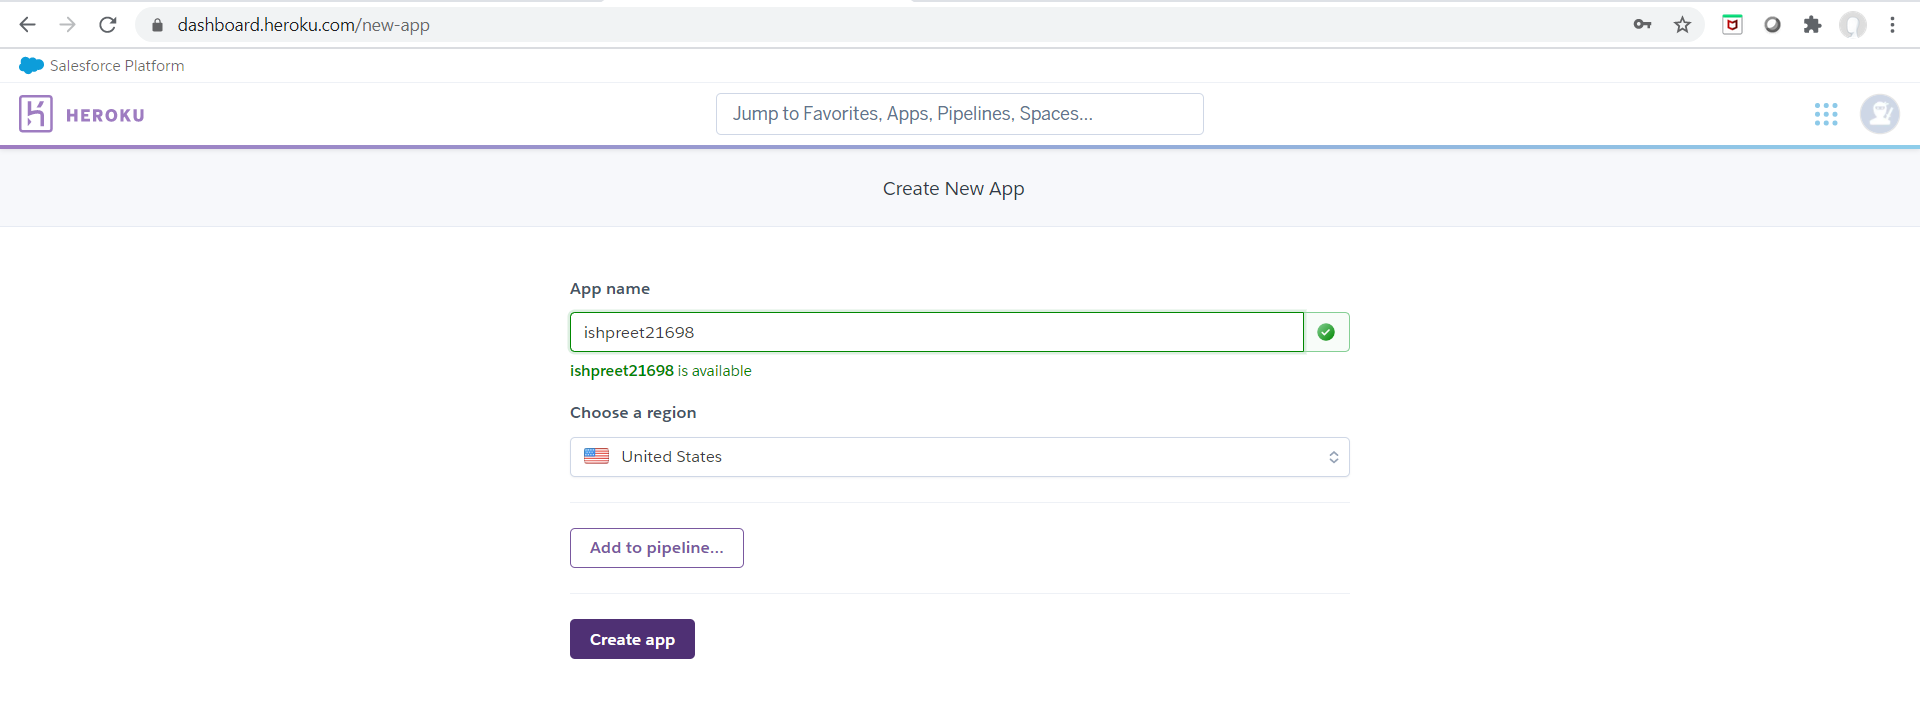 dashboard.heroku.com/new-app
Salesforce Platform
HEROKU
Jump to Favorites, Apps, Pipelines, Spaces...
Create New App
App name
ishpreet21698
ishpreet21698 is available
Choose a region
United States
Add to pipeline...
Create app